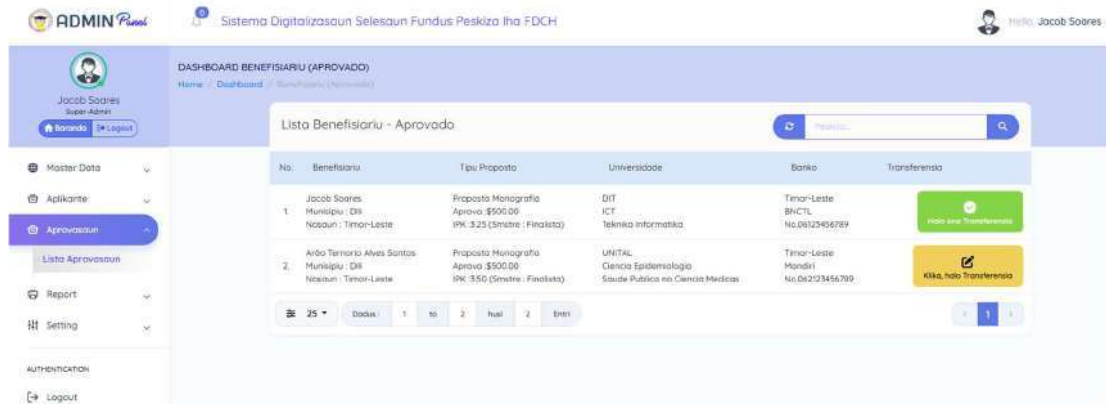 ADMIN Panel
0
Sistema Digitalizasaun Selesaun Fundus Peskiza Iha FDCH
Hello, Jacob Soares
Jacob Soares
Super-Admin
Baranda
Logout
DASHBOARD BENEFISIARIU (APROVADO)
Home / Dashboard / Benefisiariu (Aprovado)
Master Data
Aplikante
Aprovasaun
Lista Aprovasaun
Report
Setting
AUTHENTICATION
Logout
Lista Benefisiariu - Aprovado
Peskiza...
No. Benefisiariu Tipu Proposta Universidade Banko Transferensia
1. Jacob Soares
Munisipiu : Dili
Nasaun : Timor-Leste
Proposta Monografia
Aprova :$500.00
IPK :3.25 (Smstre : Finalista)
DIT
ICT
Teknika Informatika
Timor-Leste
BNCTL
No.06123456789
Halo ona Transferensia
2. Arão Ternorio Alves Santos
Munisipiu : Dili
Nasaun : Timor-Leste
Proposta Monografia
Aprova :$500.00
IPK :3.50 (Smstre : Finalista)
UNITAL
Ciencia Epidemiologia
Saude Publica no Ciencia Medicas
Timor-Leste
Mandiri
No.062123456789
Klika, halo Transferensia
25
Dadus : 1 to 2 husi 2 Entri
1